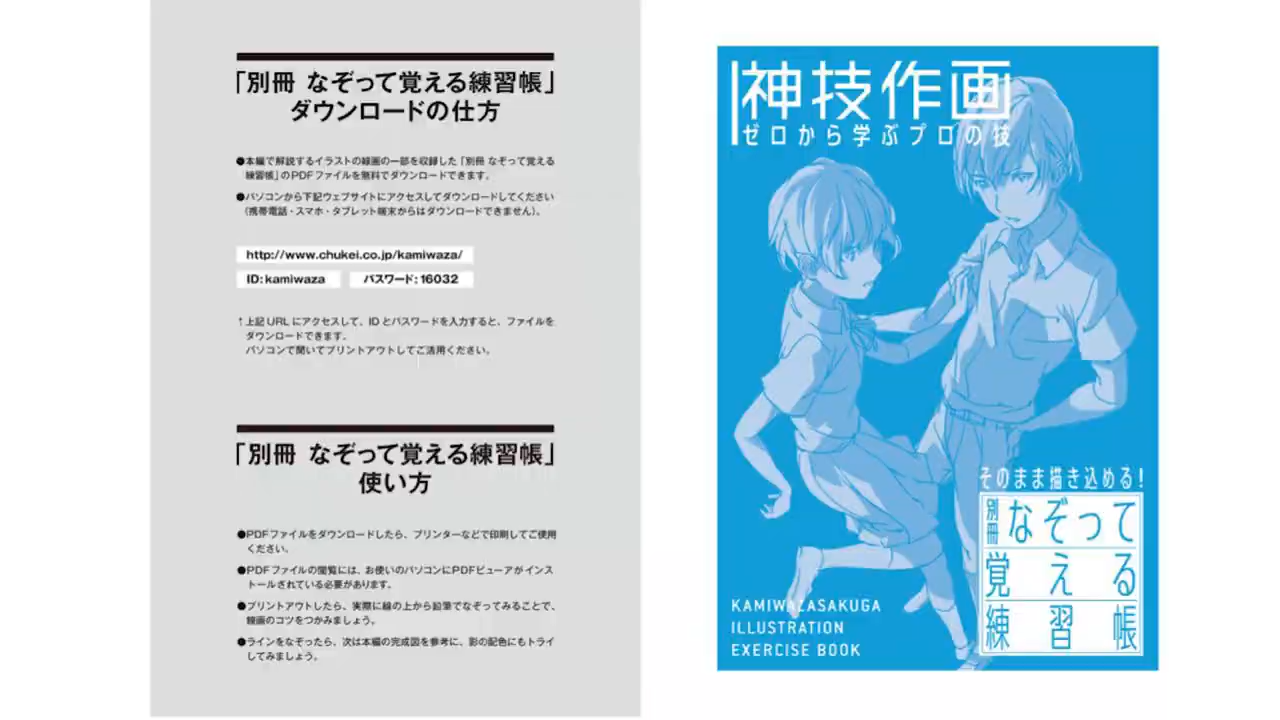 「別冊 なぞって覚える練習帳」
ダウンロードの仕方
●本編で解説するイラストの線画の一部を収録した「別冊 なぞって覚える
練習帳」のPDFファイルを無料でダウンロードできます。
●パソコンから下記ウェブサイトにアクセスしてダウンロードしてください
（携帯電話・スマホ・タブレット端末からはダウンロードできません）。
http://www.chukei.co.jp/kamiwaza/
ID:kamiwaza パスワード:16032
↑上記URLにアクセスして、IDとパスワードを入力すると、ファイルを
ダウンロードできます。
パソコンで開いてプリントアウトしてご活用ください。
「別冊 なぞって覚える練習帳」
使い方
●PDFファイルをダウンロードしたら、プリンターなどで印刷してご使用
ください。
●PDFファイルの閲覧には、お使いのパソコンにPDFビューアがインス
トールされている必要があります。
●プリントアウトしたら、実際に線の上から鉛筆でなぞってみることで、
線画のコツをつかみましょう。
●ラインをなぞったら、次は本編の完成図を参考に、影の配色にもトライ
してみましょう。
神技作画
ゼロから学ぶプロの技
そのまま描き込める!
別冊 なぞって
覚える
練習帳
KAMIWAZASAKUGA
ILLUSTRATION
EXERCISE BOOK